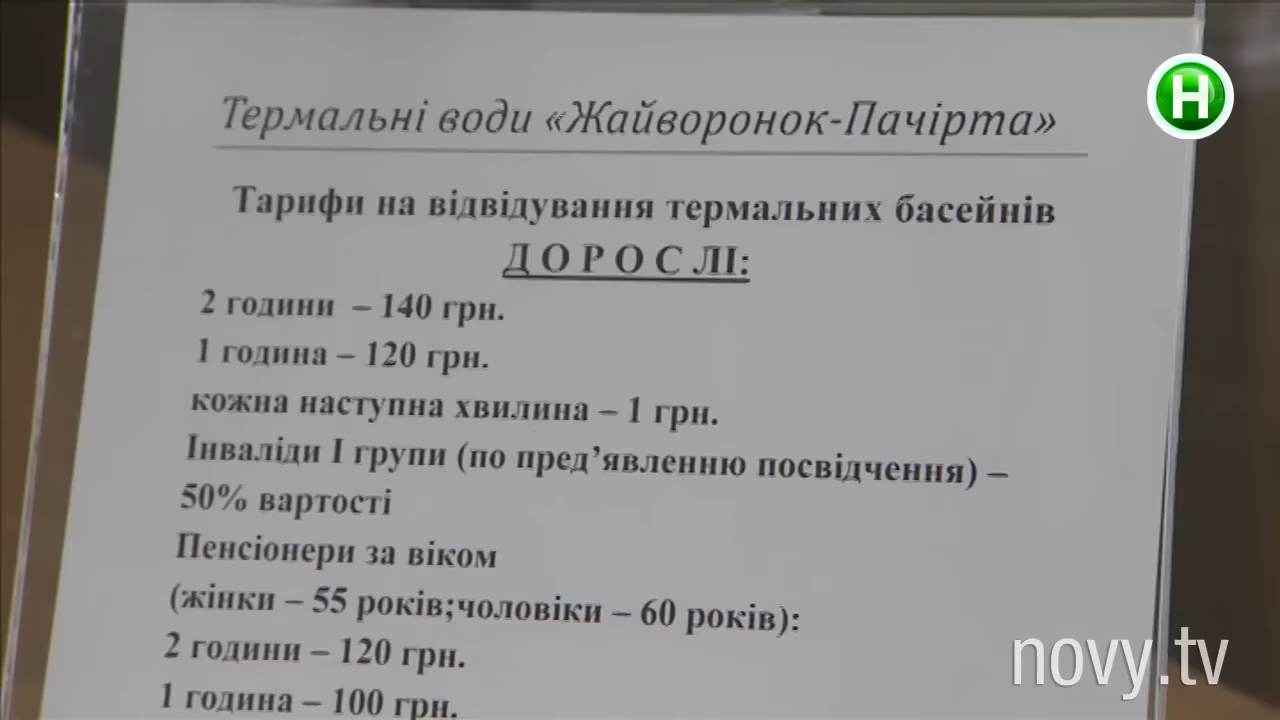 Термальні води «Жайворонок-Пачірта»
Тарифи на відвідування термальних басейнів
Д О Р О С Л І:
2 години – 140 грн.
1 година – 120 грн.
кожна наступна хвилина – 1 грн.
Інваліди І групи (по пред’явленню посвідчення) –
50% вартості
Пенсіонери за віком
(жінки – 55 років;чоловіки – 60 років):
2 години – 120 грн.
1 година – 100 грн.
Н
novy.tv